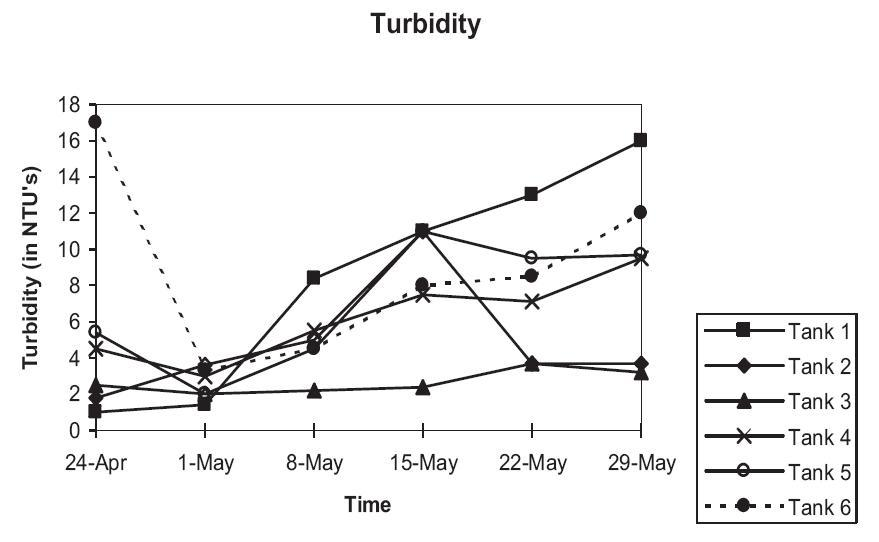 Turbidity
Turbidity (in NTU's)
18
16
14
12
10
8
6
4
2
0
24-Apr 1-May 8-May 15-May 22-May 29-May
Time
Tank 1
Tank 2
Tank 3
Tank 4
Tank 5
Tank 6